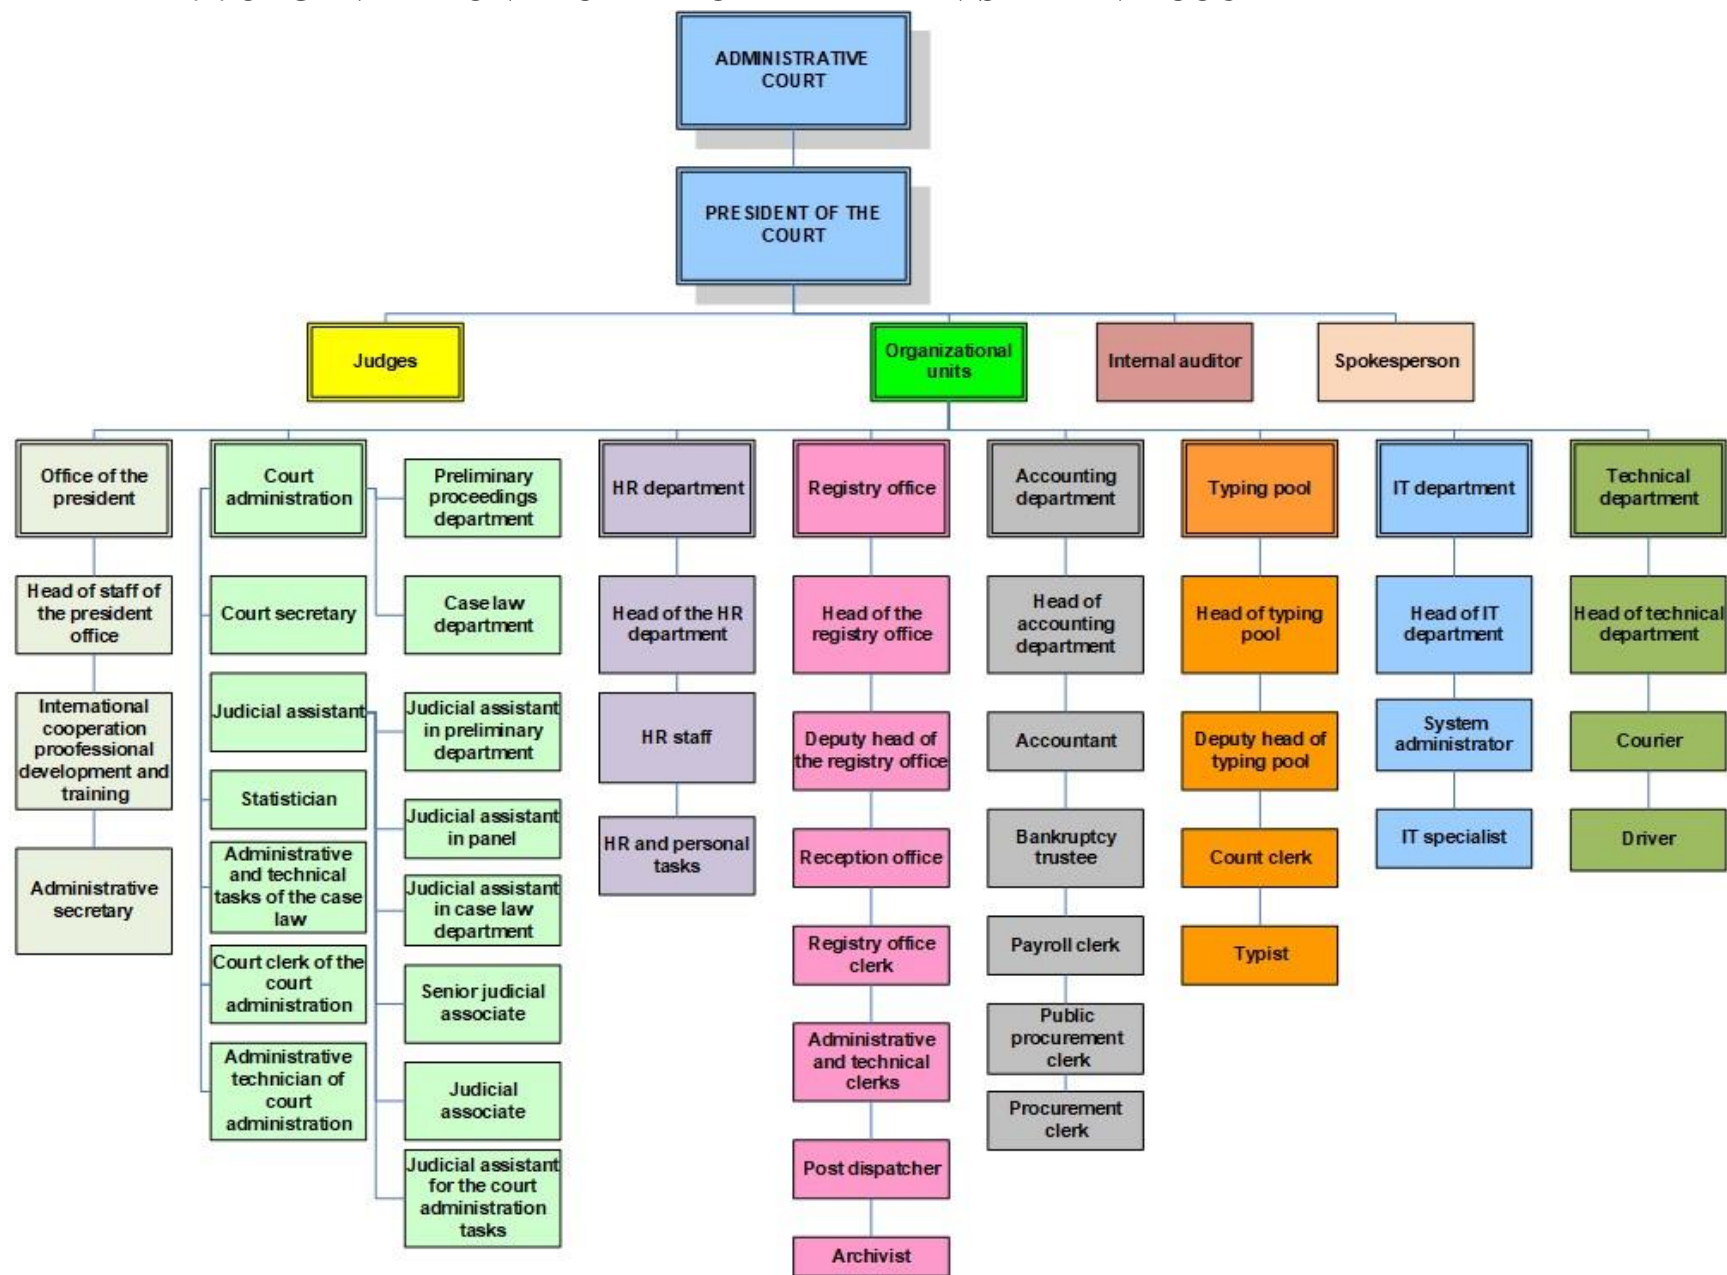 ADMINISTRATIVE
COURT
PRESIDENT OF THE
COURT
Judges
Organizational
units
Internal auditor
Spokesperson
Office of the
president
Court
administration
Preliminary
proceedings
department
HR department
Registry office
Accounting
department
Typing pool
IT department
Technical
department
Head of staff of
the president
office
Court secretary
Case law
department
Head of the HR
department
Head of the
registry office
Head of
accounting
department
Head of typing
pool
Head of IT
department
Head of technical
department
International
cooperation
proofessional
development and
training
Judicial assistant
Judicial assistant
in preliminary
department
HR staff
Deputy head of
the registry office
Accountant
Deputy head of
typing pool
System
administrator
Courier
Statistician
Judicial assistant
in panel
HR and personal
tasks
Reception office
Bankruptcy
trustee
Count clerk
IT specialist
Driver
Administrative
secretary
Administrative
and technical
tasks of the case
law
Judicial assistant
in case law
department
Registry office
clerk
Payroll clerk
Typist
Court clerk of the
court
administration
Senior judicial
associate
Administrative
and technical
clerks
Public
procurement
clerk
Administrative
technician of
court
administration
Judicial
associate
Procurement
clerk
Judicial assistant
for the court
administration
tasks
Post dispatcher
Archivist